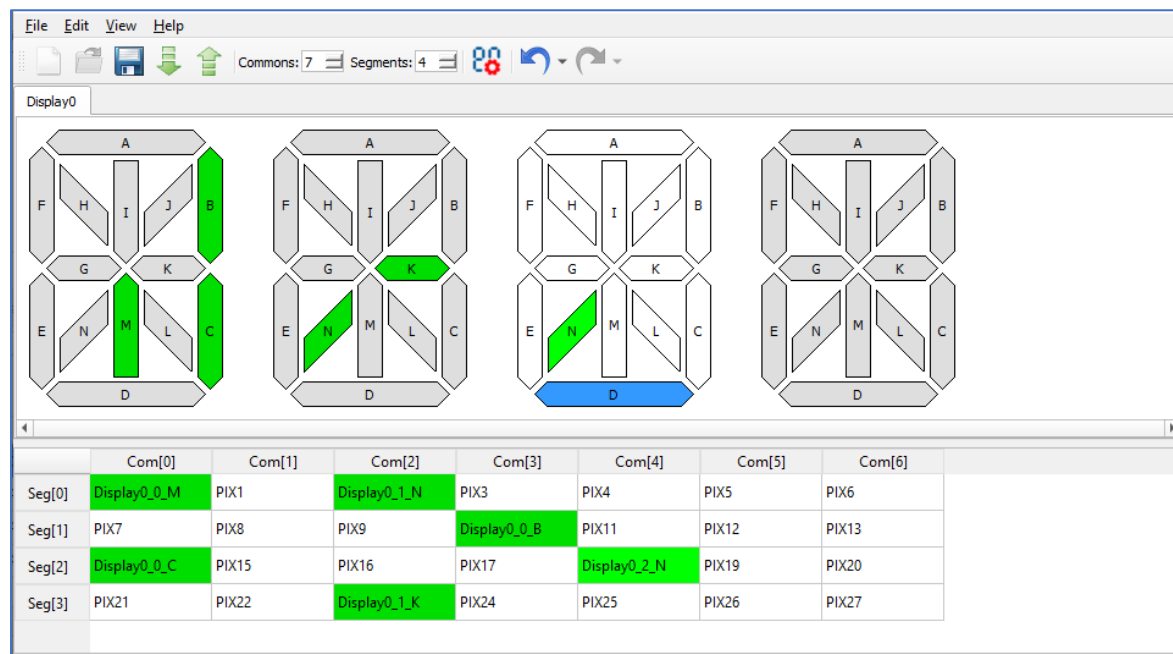 File Edit View Help
Commons: 7 Segments: 4
Display0
A A A A
F H I J B F H I J B F H I J B F H I J B
G K G K G K G K
E N M L C E N M L C E N M L C E N M L C
D D D D
Com[0] Com[1] Com[2] Com[3] Com[4] Com[5] Com[6]
Seg[0] Display0_0_M PIX1 Display0_1_N PIX3 PIX4 PIX5 PIX6
Seg[1] PIX7 PIX8 PIX9 Display0_0_B PIX11 PIX12 PIX13
Seg[2] Display0_0_C PIX15 PIX16 PIX17 Display0_2_N PIX19 PIX20
Seg[3] PIX21 PIX22 Display0_1_K PIX24 PIX25 PIX26 PIX27